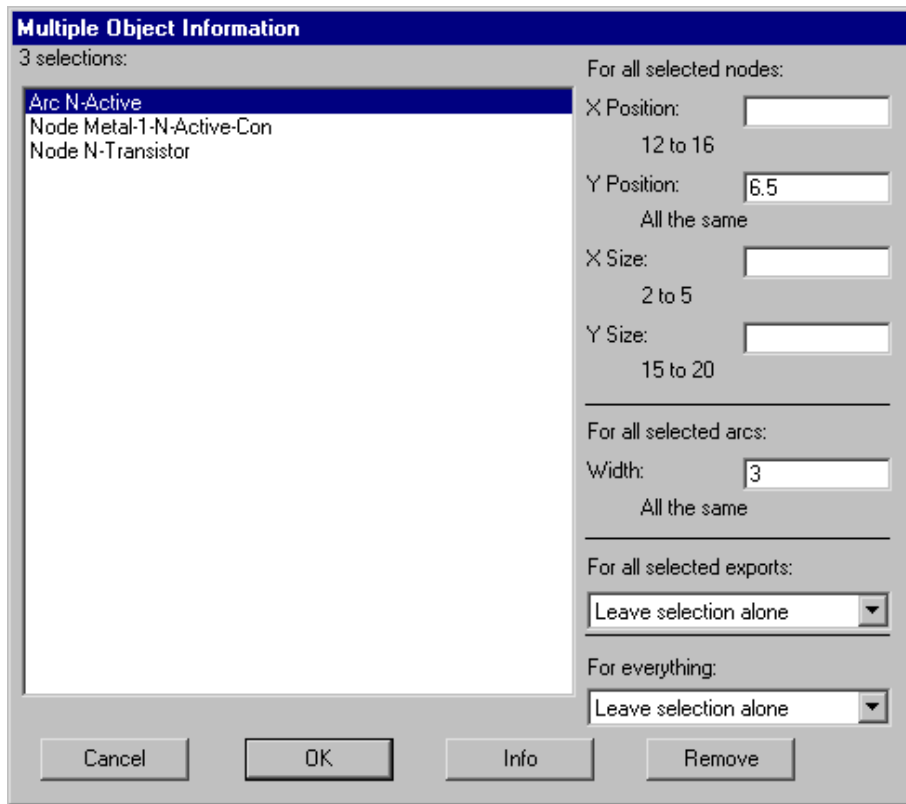 Multiple Object Information
3 selections:
Arc N-Active
Node Metal-1-N-Active-Con
Node N-Transistor
For all selected nodes:
X Position:
12 to 16
Y Position: 6.5
All the same
X Size:
2 to 5
Y Size:
15 to 20
For all selected arcs:
Width: 3
All the same
For all selected exports:
Leave selection alone
For everything:
Leave selection alone
Cancel OK Info Remove